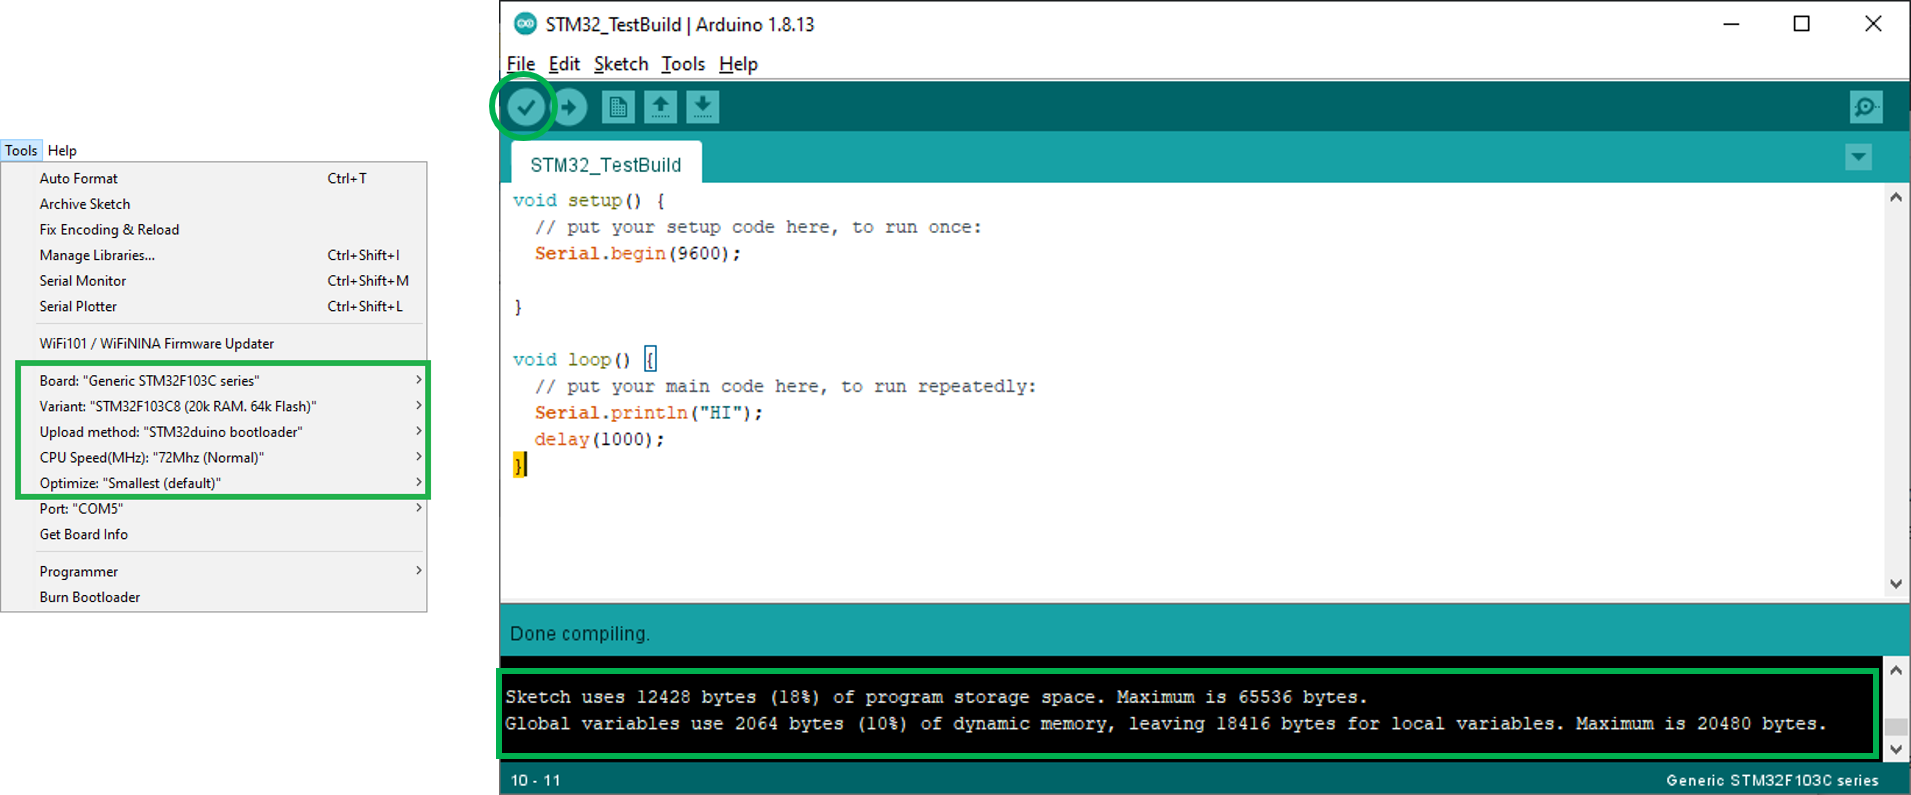 Tools Help
Auto Format Ctrl+T
Archive Sketch
Fix Encoding & Reload
Manage Libraries... Ctrl+Shift+I
Serial Monitor Ctrl+Shift+M
Serial Plotter Ctrl+Shift+L
WiFi101 / WiFiNINA Firmware Updater
Board: "Generic STM32F103C series"
Variant: "STM32F103C8 (20k RAM. 64k Flash)"
Upload method: "STM32duino bootloader"
CPU Speed(MHz): "72Mhz (Normal)"
Optimize: "Smallest (default)"
Port: "COM5"
Get Board Info
Programmer
Burn Bootloader
STM32_TestBuild | Arduino 1.8.13
File Edit Sketch Tools Help
STM32_TestBuild
void setup() {
  // put your setup code here, to run once:
  Serial.begin(9600);
}
void loop() {
  // put your main code here, to run repeatedly:
  Serial.println("HI");
  delay(1000);
}
Done compiling.
Sketch uses 12428 bytes (18%) of program storage space. Maximum is 65536 bytes.
Global variables use 2064 bytes (10%) of dynamic memory, leaving 18416 bytes for local variables. Maximum is 20480 bytes.
10 - 11 Generic STM32F103C series